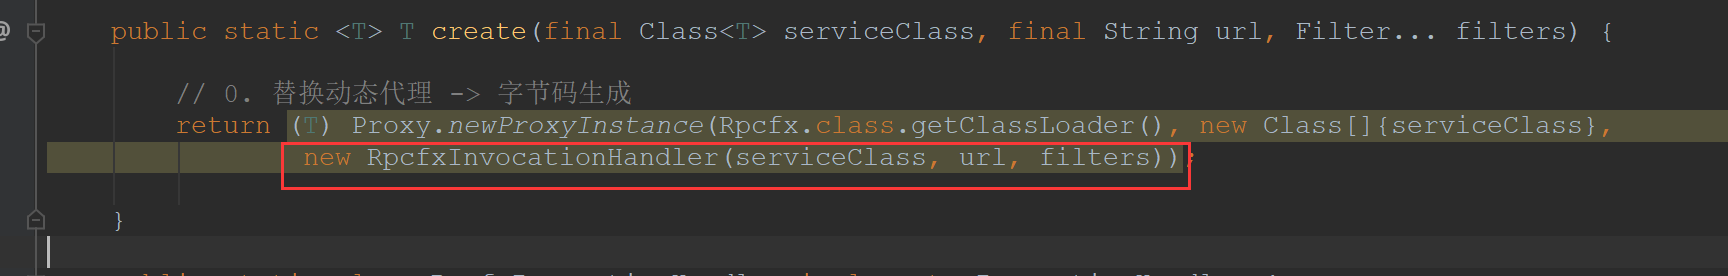 @
public static <T> T create(final Class<T> serviceClass, final String url, Filter... filters) {
// 0. 替换动态代理 -> 字节码生成
return (T) Proxy.newProxyInstance(Rpcfx.class.getClassLoader(), new Class[]{serviceClass},
new RpcfxInvocationHandler(serviceClass, url, filters));
}